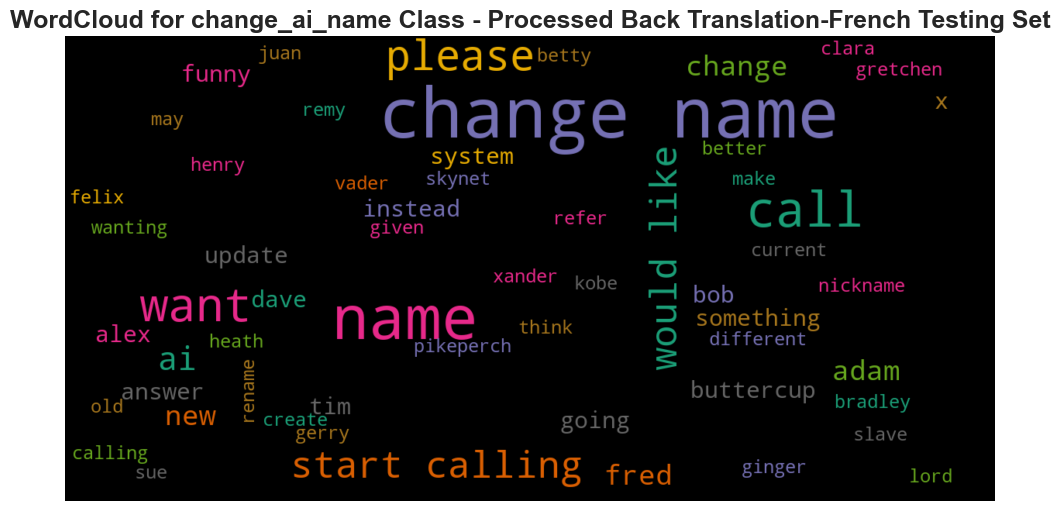 WordCloud for change_ai_name Class - Processed Back Translation-French Testing Set
juan
please
betty
clara
funny
change
gretchen
x
may
remy
change name
henry
system
better
vader
skynet
make
felix
instead
would like
call
wanting
given
refer
update
current
xander
kobe
nickname
want
dave
name
bob
something
alex
think
different
heath
pikeperch
ai
adam
answer
rename
buttercup
old
tim
bradley
new
create
going
gerry
slave
calling
sue
start calling
fred
ginger
lord